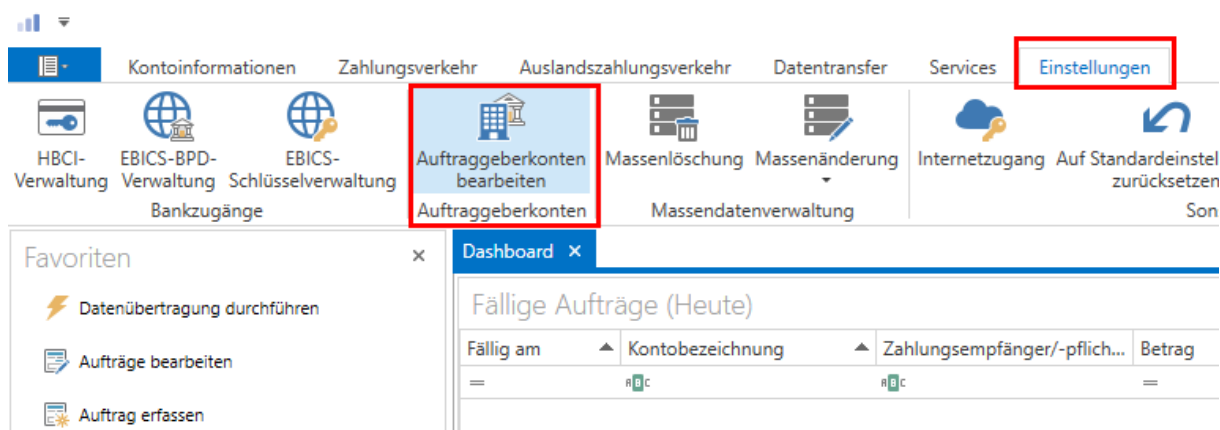 Kontoinformationen Zahlungsverkehr Auslandszahlungsverkehr Datentransfer Services Einstellungen
HBCI- EBICS-BPD- EBICS- Auftraggeberkonten Massenlöschung Massenänderung Internetzugang Auf Standardeinstel
Verwaltung Verwaltung Schlüsselverwaltung bearbeiten zurücksetzen
Bankzugänge Auftraggeberkonten Massendatenverwaltung Son
Favoriten
Datenübertragung durchführen
Aufträge bearbeiten
Auftrag erfassen
Dashboard
Fällige Aufträge (Heute)
Fällig am Kontobezeichnung Zahlungsempfänger/-pflich... Betrag
= ABC ABC =